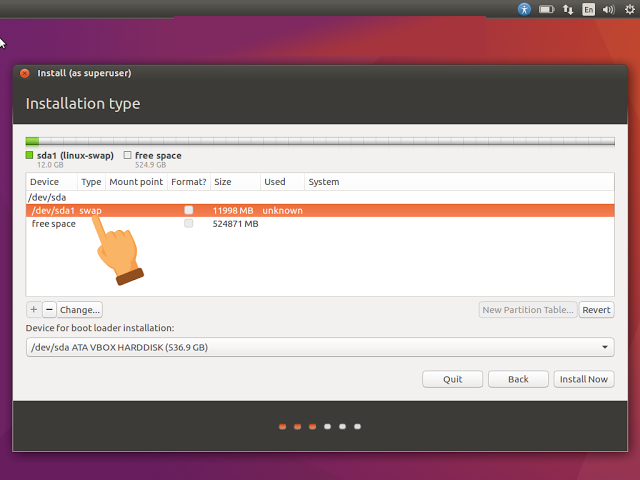 En
Install (as superuser)
Installation type
sda1 (linux-swap) free space
12.0 GB 524.9 GB
Device Type Mount point Format? Size Used System
/dev/sda
/dev/sda1 swap 11998 MB unknown
free space 524871 MB
+ − Change... New Partition Table... Revert
Device for boot loader installation:
/dev/sda ATA VBOX HARDDISK (536.9 GB)
Quit Back Install Now